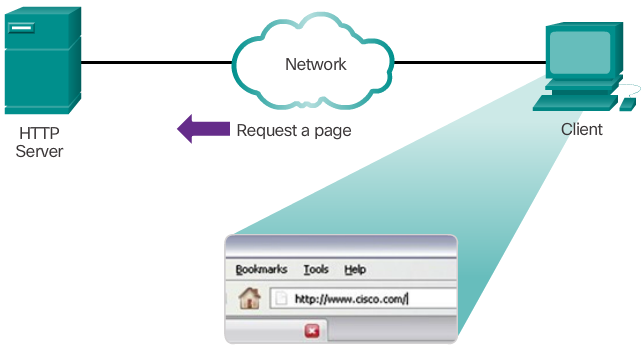 Network
HTTP
Server
Request a page
Client
Bookmarks Tools Help
http://www.cisco.com/